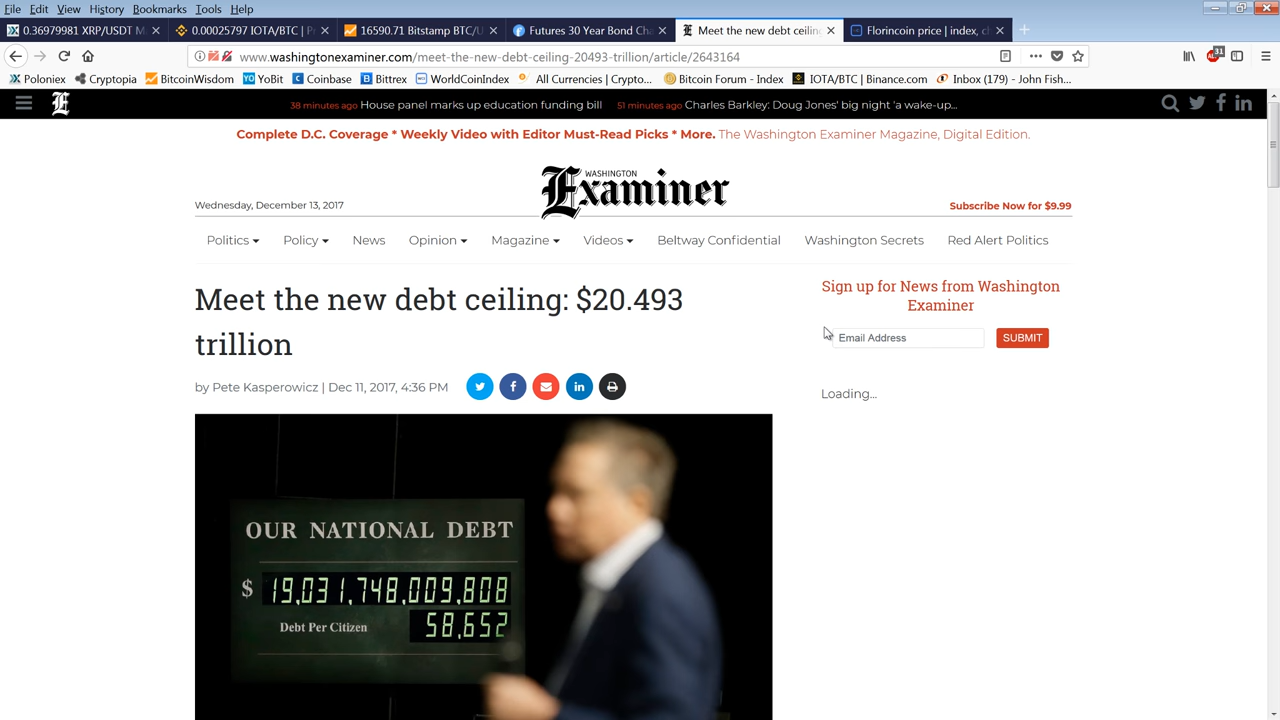 File Edit View History Bookmarks Tools Help
0.36979981 XRP/USDT M
0.00025797 IOTA/BTC | Pr
16590.71 Bitstamp BTC/U
Futures 30 Year Bond Cha
Meet the new debt ceiling
Florincoin price | index, c
www.washingtonexaminer.com/meet-the-new-debt-ceiling-20493-trillion/article/2643164
31
Poloniex Cryptopia BitcoinWisdom YoBit Coinbase Bittrex WorldCoinIndex All Currencies | Crypto... Bitcoin Forum - Index IOTA/BTC | Binance.com Inbox (179) - John Fish...
38 minutes ago House panel marks up education funding bill 51 minutes ago Charles Barkley: Doug Jones' big night 'a wake-up...
Complete D.C. Coverage * Weekly Video with Editor Must-Read Picks * More. The Washington Examiner Magazine, Digital Edition.
WASHINGTON
Examiner
Wednesday, December 13, 2017
Subscribe Now for $9.99
Politics Policy News Opinion Magazine Videos Beltway Confidential Washington Secrets Red Alert Politics
Meet the new debt ceiling: $20.493
trillion
by Pete Kasperowicz | Dec 11, 2017, 4:36 PM
Sign up for News from Washington
Examiner
Email Address SUBMIT
Loading...
OUR NATIONAL DEBT
$ 19,031,748,009,808
Debt Per Citizen 58,652